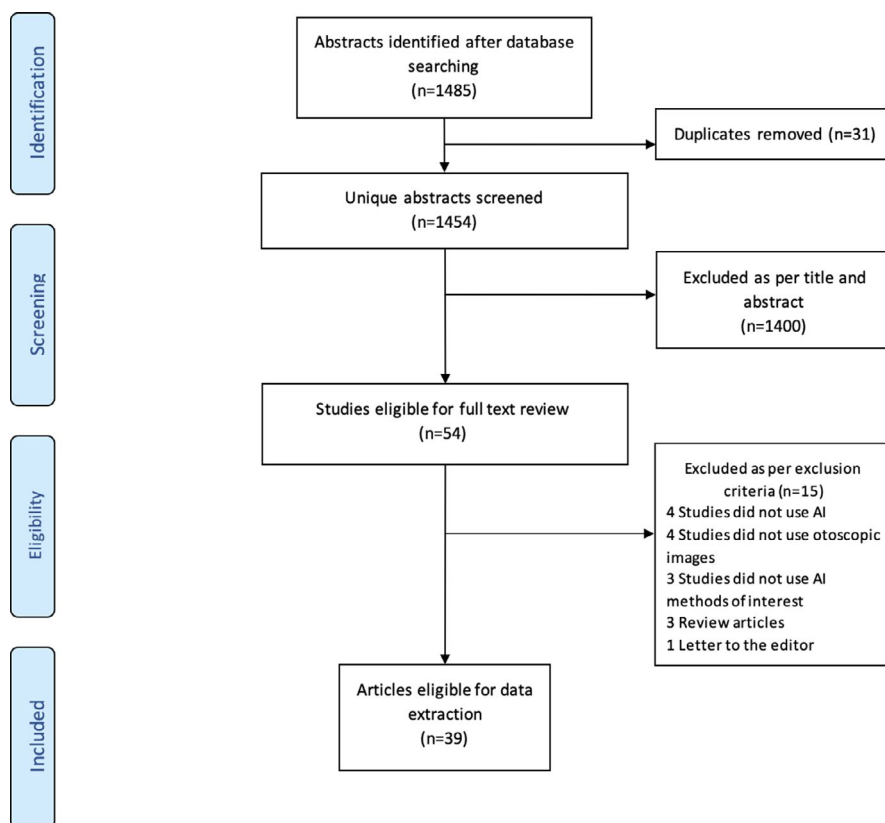 Identification
Abstracts identified after database
searching
(n=1485)
Duplicates removed (n=31)
Unique abstracts screened
(n=1454)
Screening
Excluded as per title and
abstract
(n=1400)
Studies eligible for full text review
(n=54)
Eligibility
Excluded as per exclusion
criteria (n=15)
4 Studies did not use AI
4 Studies did not use otoscopic
images
3 Studies did not use AI
methods of interest
3 Review articles
1 Letter to the editor
Included
Articles eligible for data
extraction
(n=39)